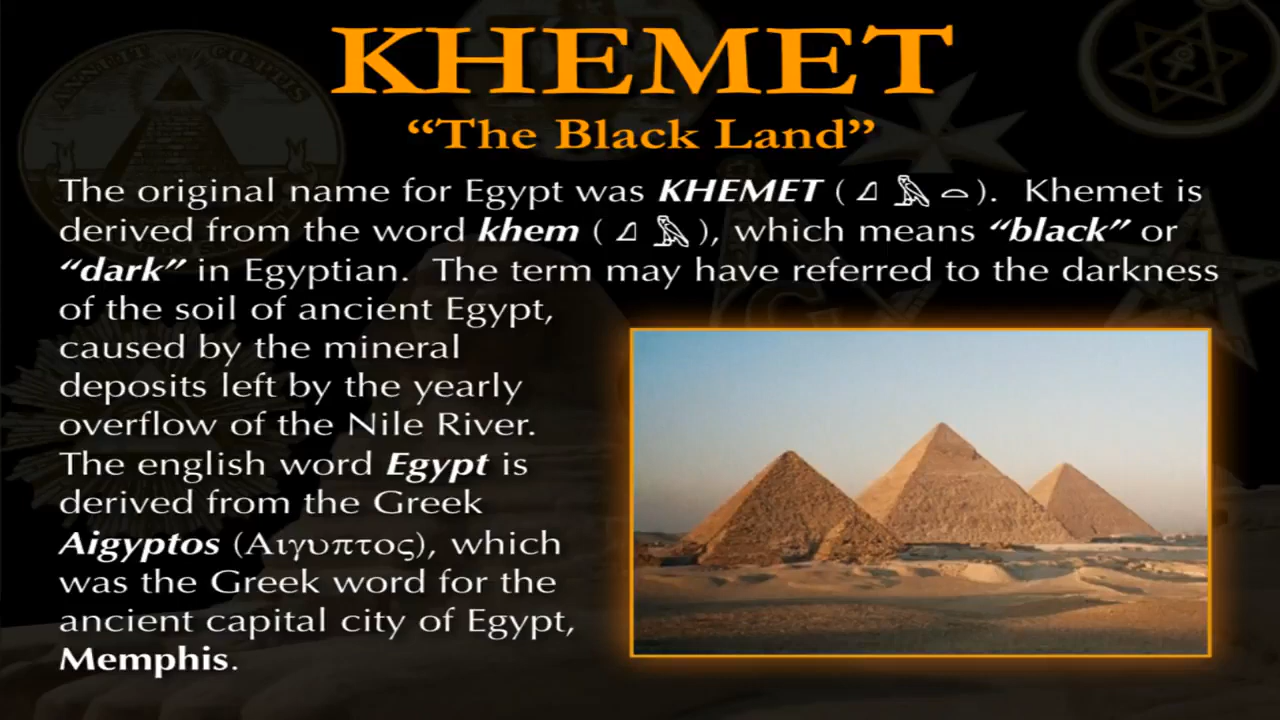 ANNUIT CŒPTIS
KHEMET
“The Black Land”
The original name for Egypt was KHEMET ( 𓈎 𓅓 𓏏 ). Khemet is
derived from the word khem ( 𓈎 𓅓 ), which means “black” or
“dark” in Egyptian. The term may have referred to the darkness
of the soil of ancient Egypt,
caused by the mineral
deposits left by the yearly
overflow of the Nile River.
The english word Egypt is
derived from the Greek
Aigyptos (Αιγυπτος), which
was the Greek word for the
ancient capital city of Egypt,
Memphis.
G